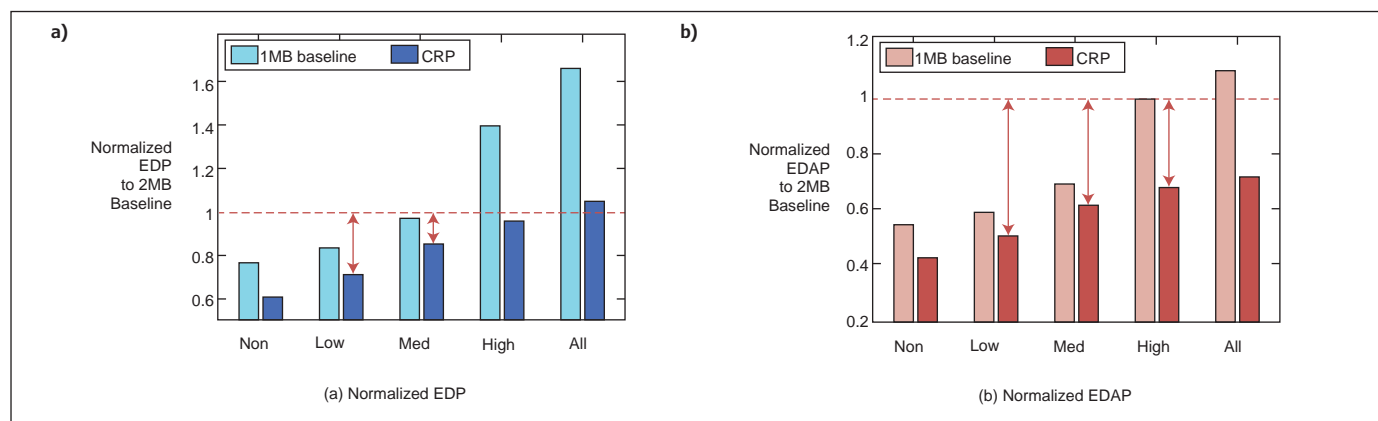 a)
1MB baseline CRP
1.6
1.4
1.2
1
0.8
0.6
Normalized
EDP
to 2MB
Baseline
Non Low Med High All
(a) Normalized EDP
b)
1MB baseline CRP
1.2
1
0.8
0.6
0.4
0.2
Normalized
EDAP
to 2MB
Baseline
Non Low Med High All
(b) Normalized EDAP